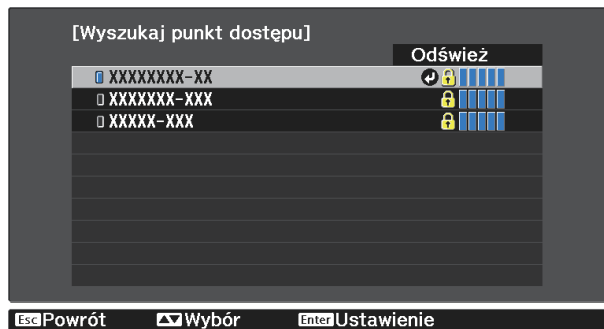 [Wyszukaj punkt dostępu]
Odśwież
XXXXXXXX-XX
XXXXXXX-XXX
XXXXX-XXX
Esc Powrót Wybór Enter Ustawienie